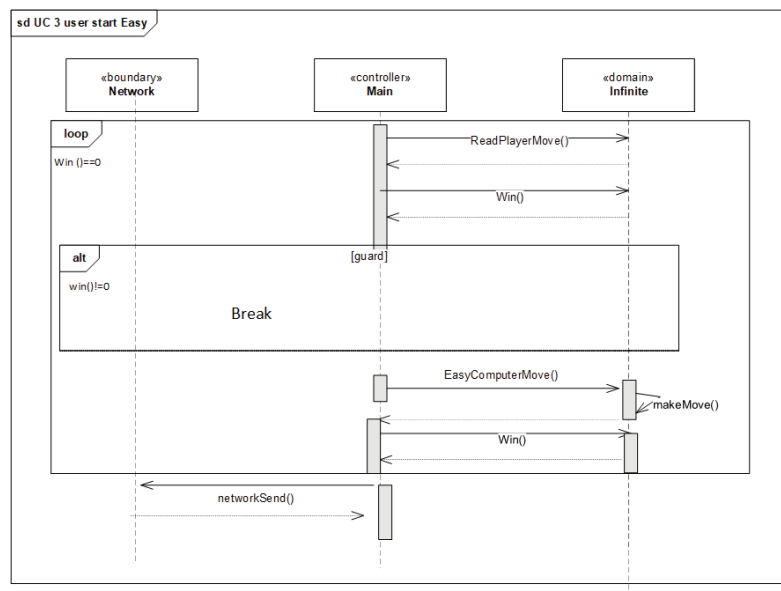 sd UC 3 user start Easy
«boundary»
Network
«controller»
Main
«domain»
Infinite
loop
Win ()==0
ReadPlayerMove()
Win()
alt
[guard]
win()!=0
Break
EasyComputerMove()
makeMove()
Win()
networkSend()